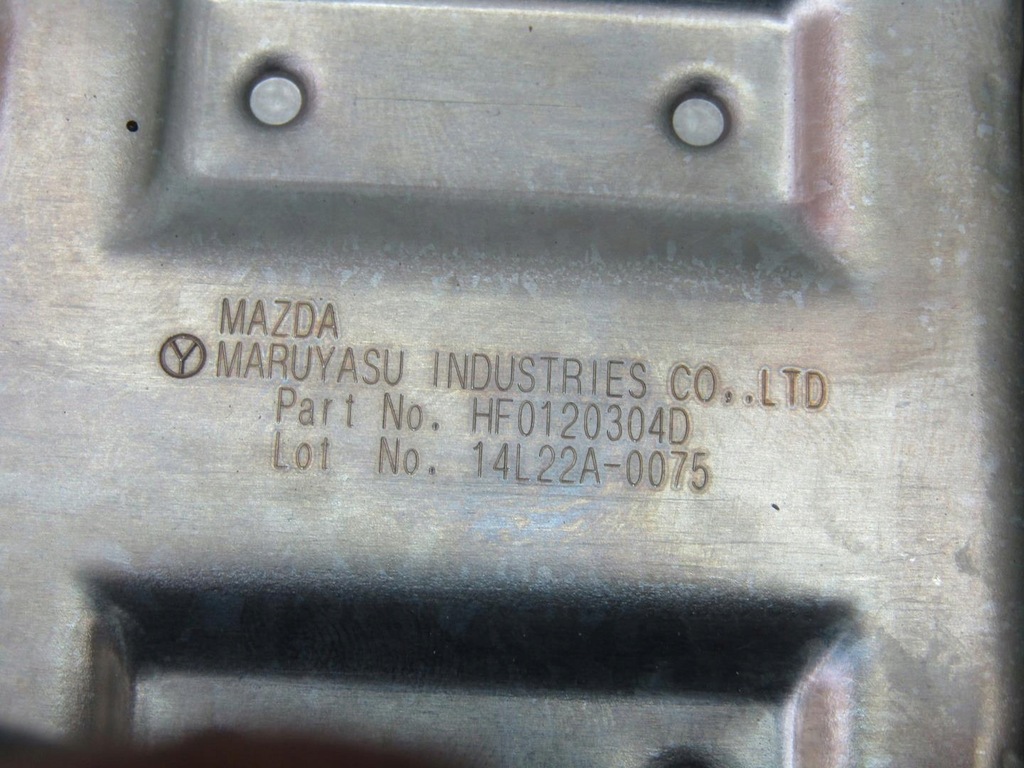 MAZDA
Ⓨ MARUYASU INDUSTRIES CO,.LTD
Part No. HF0120304D
Lot No. 14L22A-0075